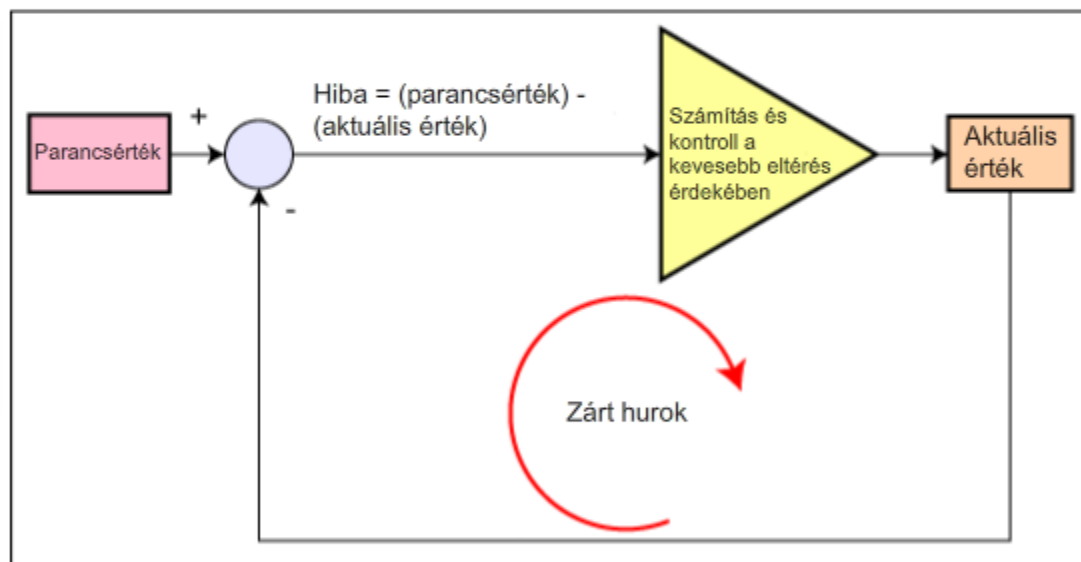 Hiba = (parancsérték) -
(aktuális érték)
+
Parancsérték
-
Számítás és
kontroll a
kevesebb eltérés
érdekében
Aktuális
érték
Zárt hurok